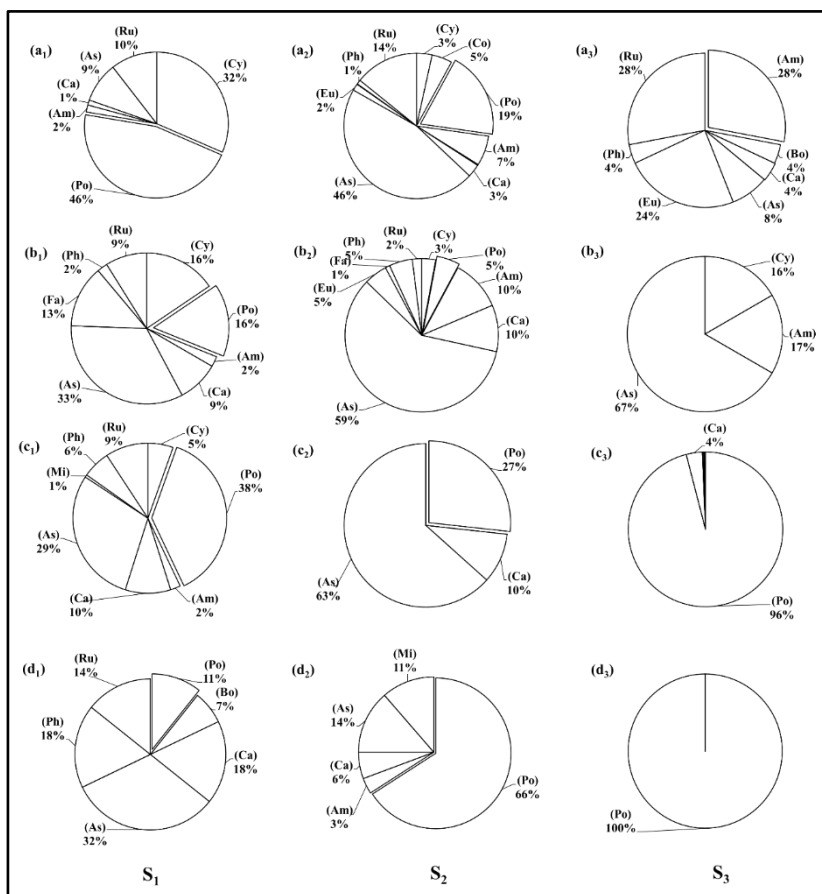 (a1)
(Ru)
10%
(As)
9%
(Ca)
1%
(Am)
2%
(Po)
46%
(Cy)
32%
(a2)
(Ru)
14%
(Ph)
1%
(Eu)
2%
(As)
46%
(Cy)
3%
(Co)
5%
(Po)
19%
(Am)
7%
(Ca)
3%
(a3)
(Ru)
28%
(Ph)
4%
(Eu)
24%
(Am)
28%
(Bo)
4%
(Ca)
4%
(As)
8%
(b1)
(Ru)
9%
(Ph)
2%
(Fa)
13%
(As)
33%
(Cy)
16%
(Po)
16%
(Am)
2%
(Ca)
9%
(b2)
(Ru)
2%
(Ph)
5%
(Fa)
1%
(Eu)
5%
(As)
59%
(Cy)
3%
(Po)
5%
(Am)
10%
(Ca)
10%
(b3)
(Cy)
16%
(Am)
17%
(As)
67%
(c1)
(Ru)
9%
(Ph)
6%
(Mi)
1%
(As)
29%
(Ca)
10%
(Cy)
5%
(Po)
38%
(Am)
2%
(c2)
(Po)
27%
(Ca)
10%
(As)
63%
(c3)
(Ca)
4%
(Po)
96%
(d1)
(Ru)
14%
(Ph)
18%
(As)
32%
(Po)
11%
(Bo)
7%
(Ca)
18%
(d2)
(Mi)
11%
(As)
14%
(Ca)
6%
(Am)
3%
(Po)
66%
(d3)
(Po)
100%
S1
S2
S3